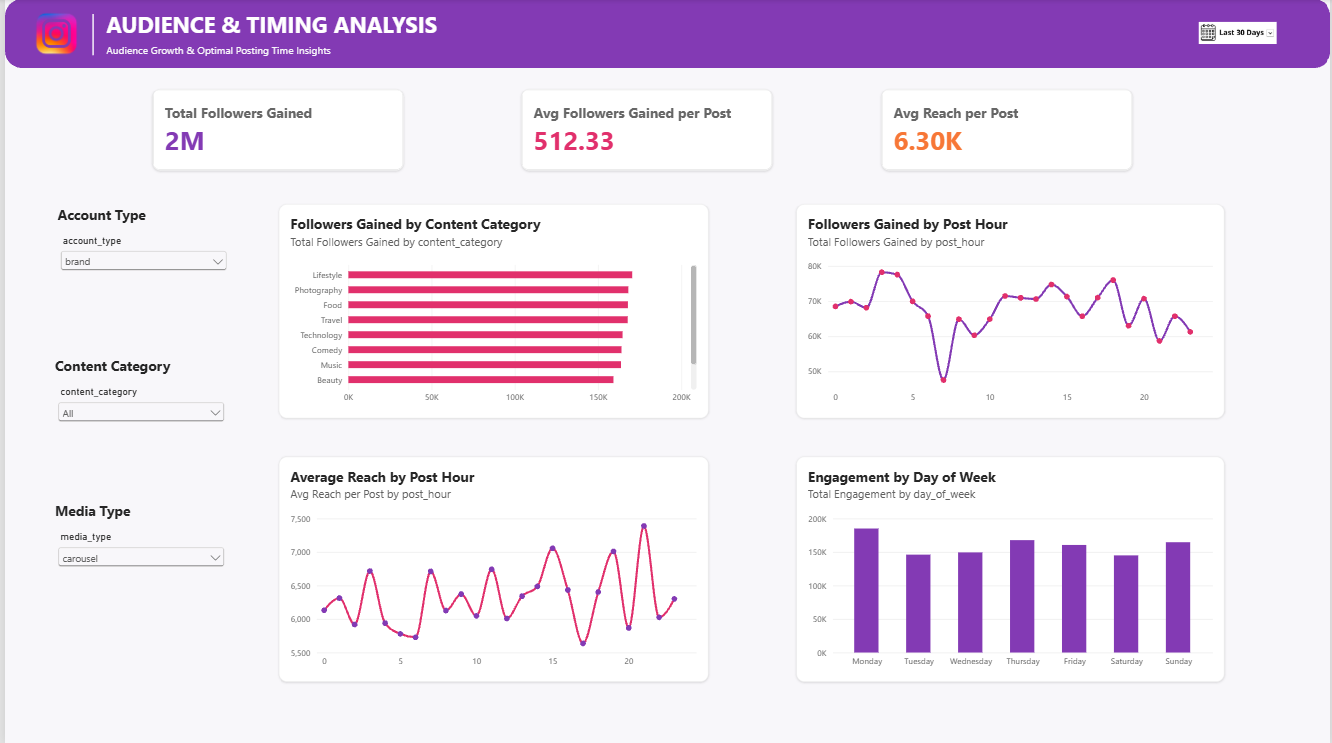 AUDIENCE & TIMING ANALYSIS
Audience Growth & Optimal Posting Time Insights
Last 30 Days
Total Followers Gained
2M
Avg Followers Gained per Post
512.33
Avg Reach per Post
6.30K
Account Type
account_type
brand
Content Category
content_category
All
Media Type
media_type
carousel
Followers Gained by Content Category
Total Followers Gained by content_category
Lifestyle
Photography
Food
Travel
Technology
Comedy
Music
Beauty
0K 50K 100K 150K 200K
Followers Gained by Post Hour
Total Followers Gained by post_hour
80K
70K
60K
50K
0 5 10 15 20
Average Reach by Post Hour
Avg Reach per Post by post_hour
7,500
7,000
6,500
6,000
5,500
0 5 10 15 20
Engagement by Day of Week
Total Engagement by day_of_week
200K
150K
100K
50K
0K
Monday Tuesday Wednesday Thursday Friday Saturday Sunday